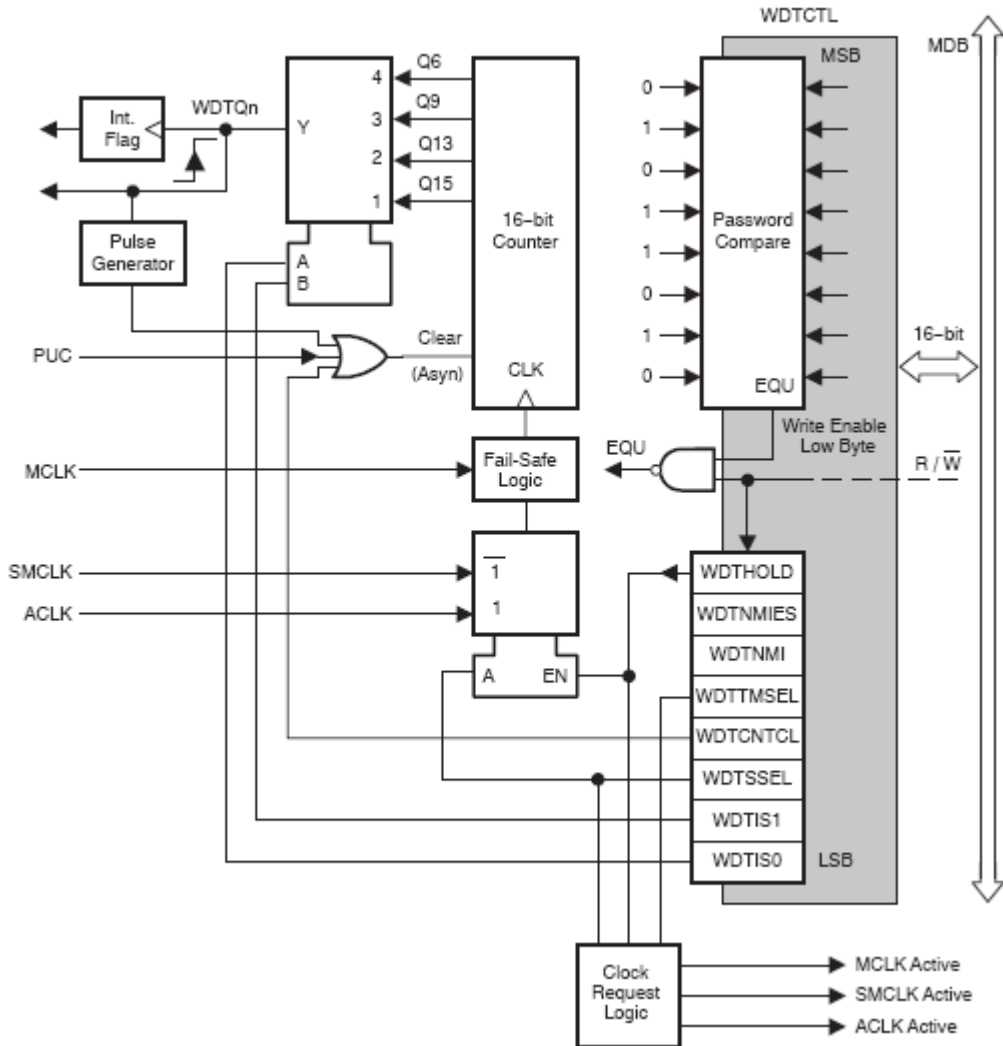 WDTCTL
MDB
MSB
Int.
Flag
WDTQn
Y
4
3
2
1
Q6
Q9
Q13
Q15
16-bit
Counter
CLK
0
1
0
1
1
0
1
0
Password
Compare
EQU
16-bit
Pulse
Generator
A
B
PUC
Clear
(Asyn)
Write Enable
Low Byte
EQU
R / W̅
MCLK
Fail-Safe
Logic
SMCLK
ACLK
1̅
1
A
EN
WDTHOLD
WDTNMIES
WDTNMI
WDTTMSEL
WDTCNTCL
WDTSSEL
WDTIS1
WDTIS0
LSB
Clock
Request
Logic
MCLK Active
SMCLK Active
ACLK Active